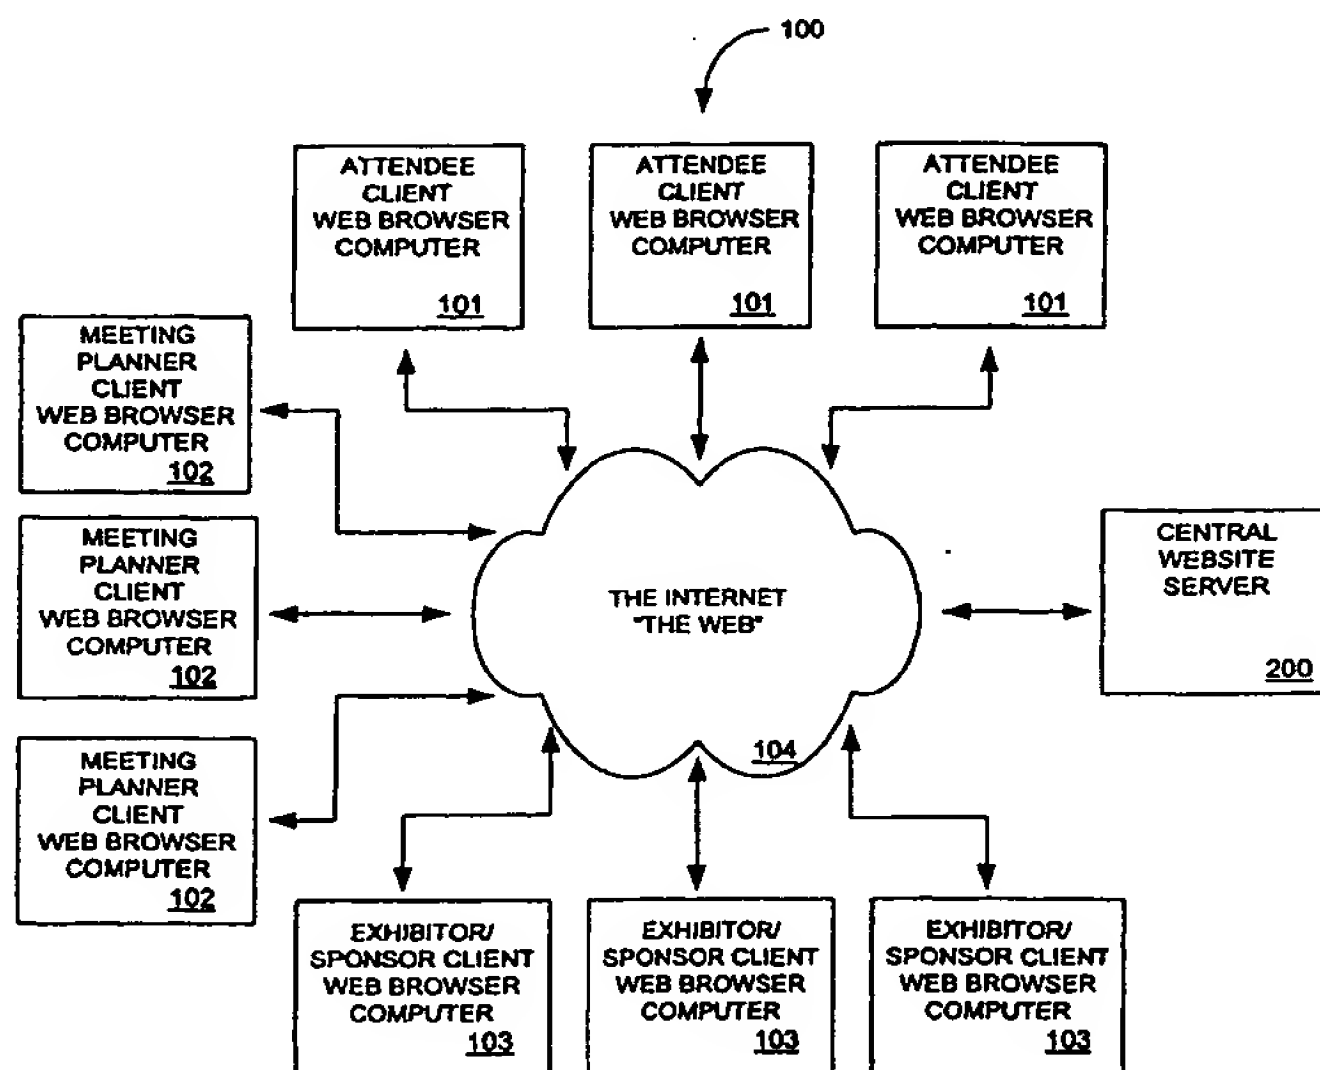 100
ATTENDEE
CLIENT
WEB BROWSER
COMPUTER
101
ATTENDEE
CLIENT
WEB BROWSER
COMPUTER
101
ATTENDEE
CLIENT
WEB BROWSER
COMPUTER
101
MEETING
PLANNER
CLIENT
WEB BROWSER
COMPUTER
102
MEETING
PLANNER
CLIENT
WEB BROWSER
COMPUTER
102
MEETING
PLANNER
CLIENT
WEB BROWSER
COMPUTER
102
THE INTERNET
"THE WEB"
104
CENTRAL
WEBSITE
SERVER
200
EXHIBITOR/
SPONSOR CLIENT
WEB BROWSER
COMPUTER
103
EXHIBITOR/
SPONSOR CLIENT
WEB BROWSER
COMPUTER
103
EXHIBITOR/
SPONSOR CLIENT
WEB BROWSER
COMPUTER
103